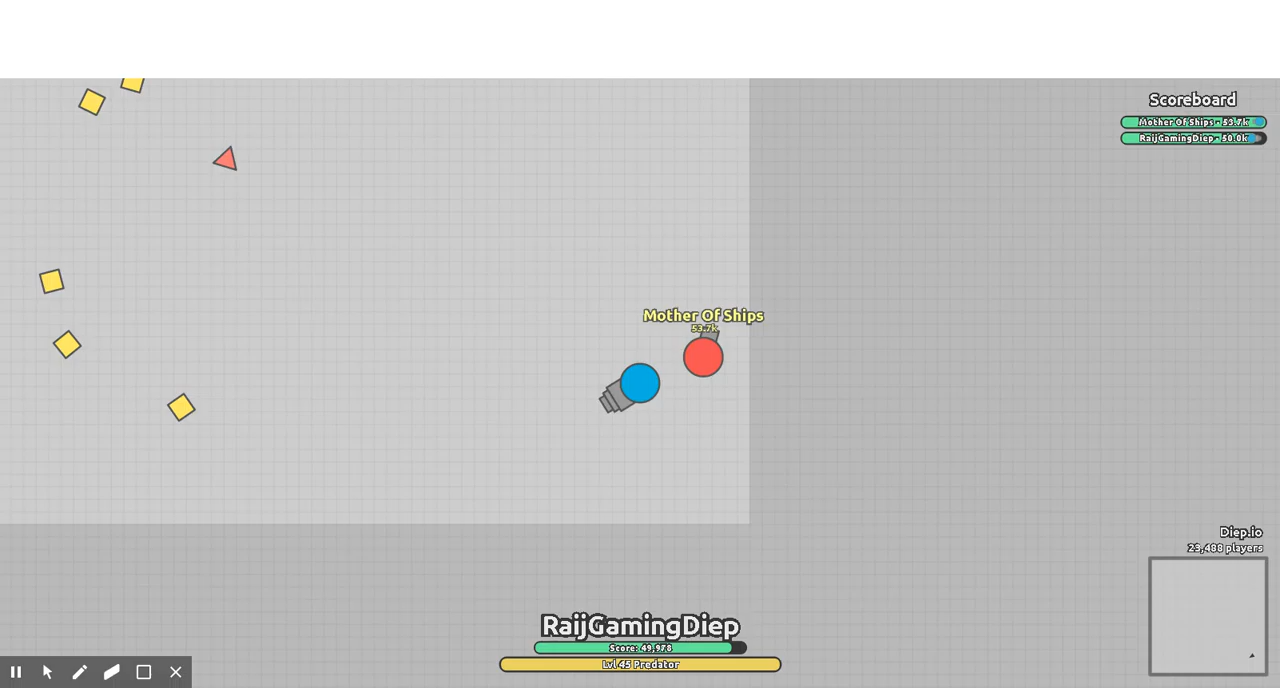 Scoreboard
Mother Of Ships - 53.7k
RaijGamingDiep - 50.0k
Mother Of Ships
53.7k
Diep.io
23,488 players
RaijGamingDiep
Score: 49,978
Lvl 45 Predator